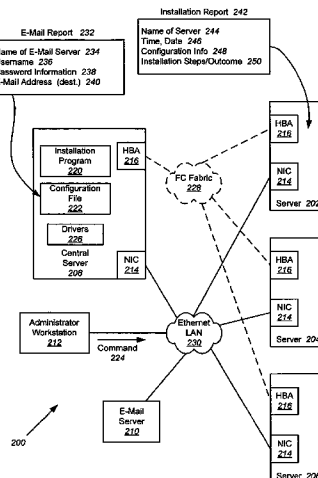 Installation Report 242
Name of Server 244
Time, Date 246
Configuration Info 248
Installation Steps/Outcome 250
E-Mail Report 232
Name of E-Mail Server 234
Username 236
Password Information 238
E-Mail Address (dest.) 240
Installation
Program
220
Configuration
File
222
Drivers
226
Central
Server
208
HBA
216
NIC
214
FC Fabric
228
HBA
216
NIC
214
Server 202
HBA
216
NIC
214
Server 204
Administrator
Workstation
212
Command
224
Ethernet
LAN
230
E-Mail
Server
210
HBA
216
NIC
214
Server 206
200